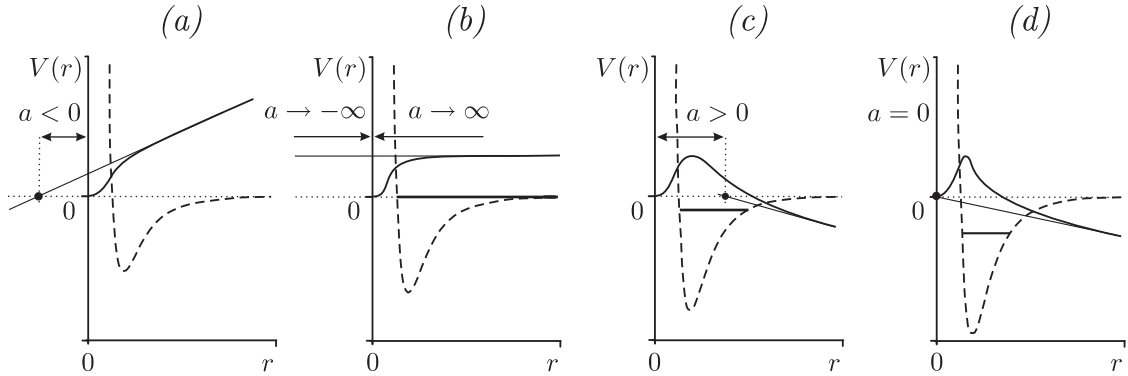 (a)
(b)
(c)
(d)
V(r)
a < 0
0
0
r
V(r)
a → −∞
a → ∞
0
0
r
V(r)
a > 0
0
0
r
V(r)
a = 0
0
0
r